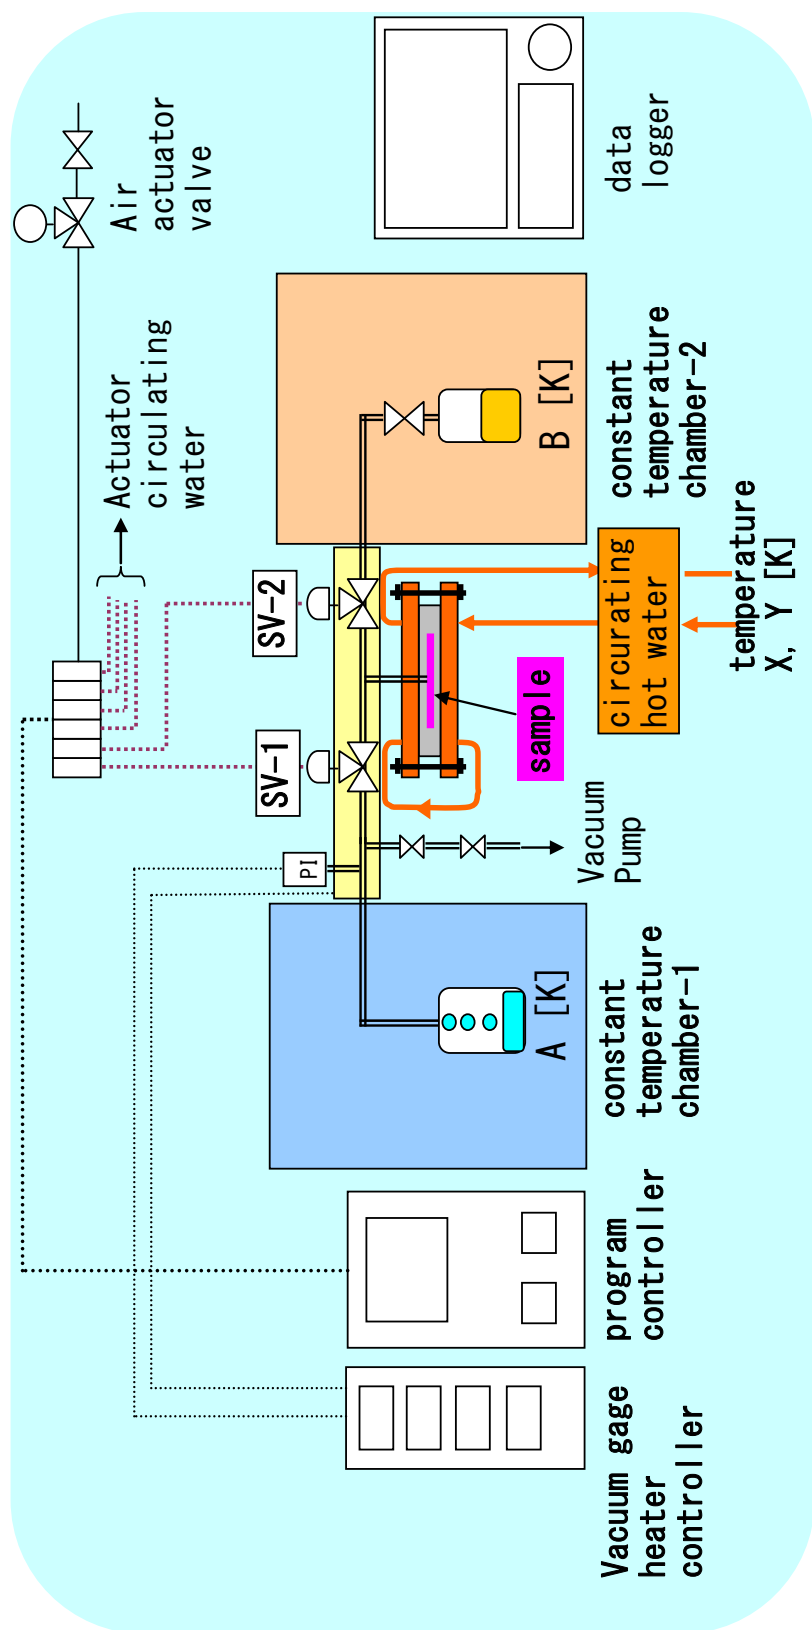 Air
actuator
valve
Actuator
circulating
water
data
logger
SV-1
SV-2
PI
B [K]
A [K]
sample
circurating
hot water
temperature
X, Y [K]
Vacuum
Pump
constant
temperature
chamber-2
constant
temperature
chamber-1
program
controller
Vacuum gage
heater
controller